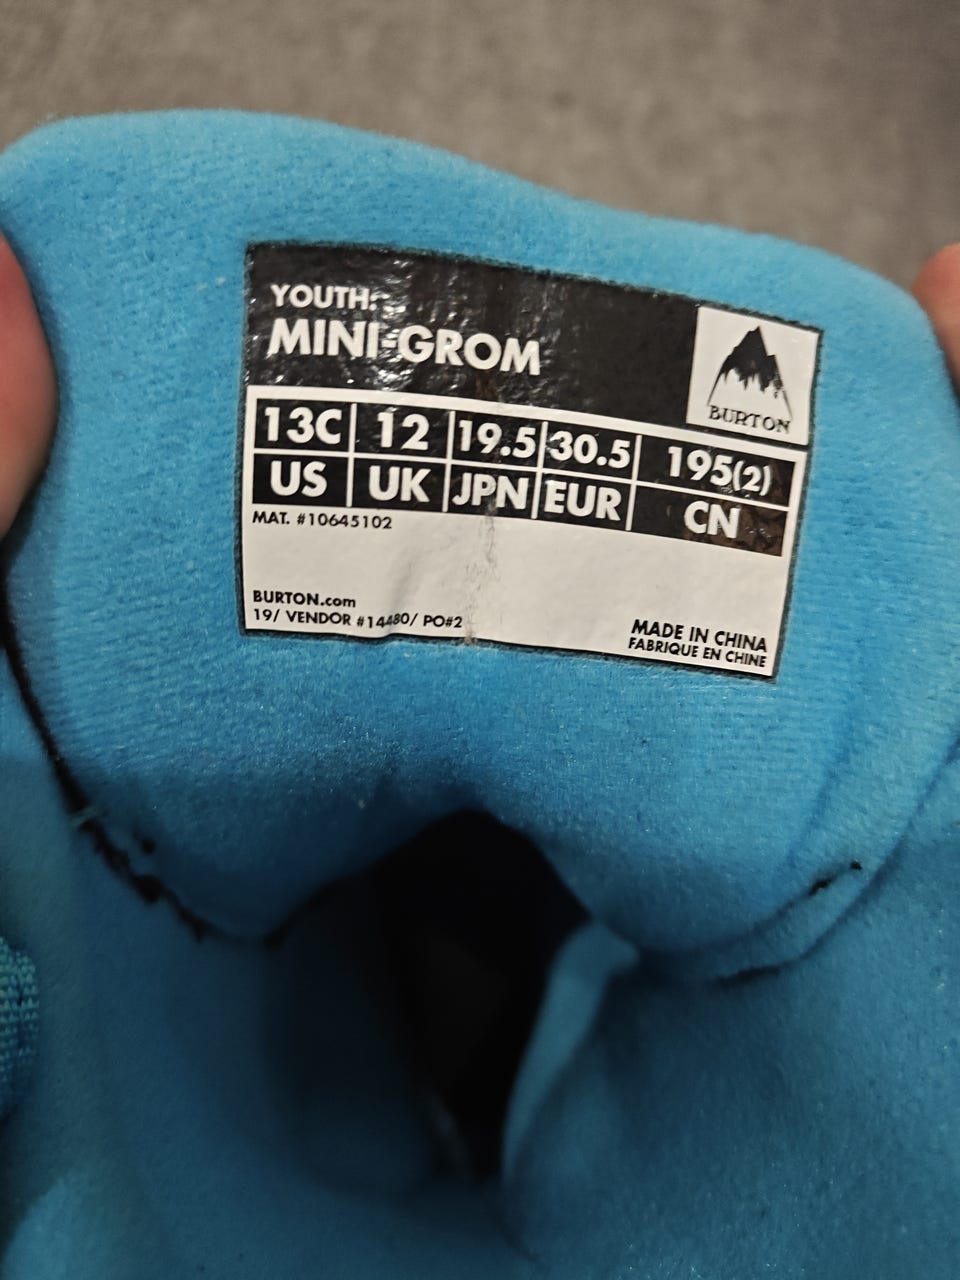 YOUTH:
MINI-GROM
BURTON
13C 12 19.5 30.5 195(2)
US UK JPN EUR CN
MAT. #10645102
BURTON.com
19/ VENDOR #14480/ PO#2
MADE IN CHINA
FABRIQUE EN CHINE